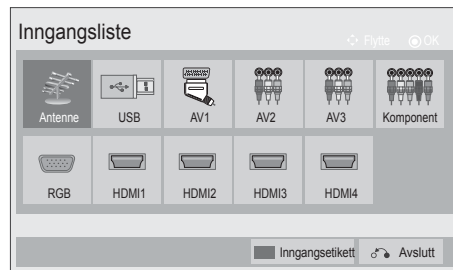 Inngangsliste
Flytte OK
Antenne USB AV1 AV2 AV3 Komponent
RGB HDMI1 HDMI2 HDMI3 HDMI4
Inngangsetikett Avslutt